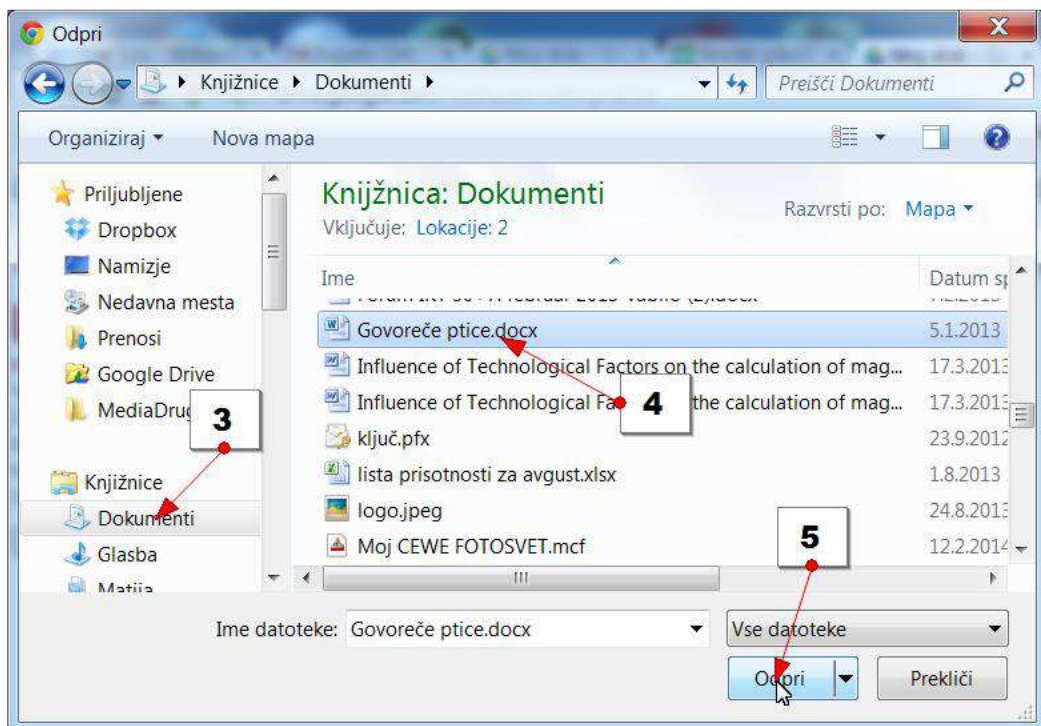 Odpri
Knjižnice Dokumenti
Preišči Dokumenti
Organiziraj Nova mapa
Priljubljene
Dropbox
Namizje
Nedavna mesta
Prenosi
Google Drive
3
Knjižnice
Dokumenti
Glasba
Matija
Knjižnica: Dokumenti
Vključuje: Lokacije: 2
Razvrsti po: Mapa
Ime Datum
Govoreče ptice.docx 5.1.2013
Influence of Technological Factors on the calculation of mag... 17.3.2013
Influence of Technological the calculation of mag... 17.3.2013
4
ključ.pfx 23.9.2012
lista prisotnosti za avgust.xlsx 1.8.2013
logo.jpeg 24.8.2013
Moj CEWE FOTOSVET.mcf 12.2.2014
5
Ime datoteke: Govoreče ptice.docx Vse datoteke
Odpri Prekliči